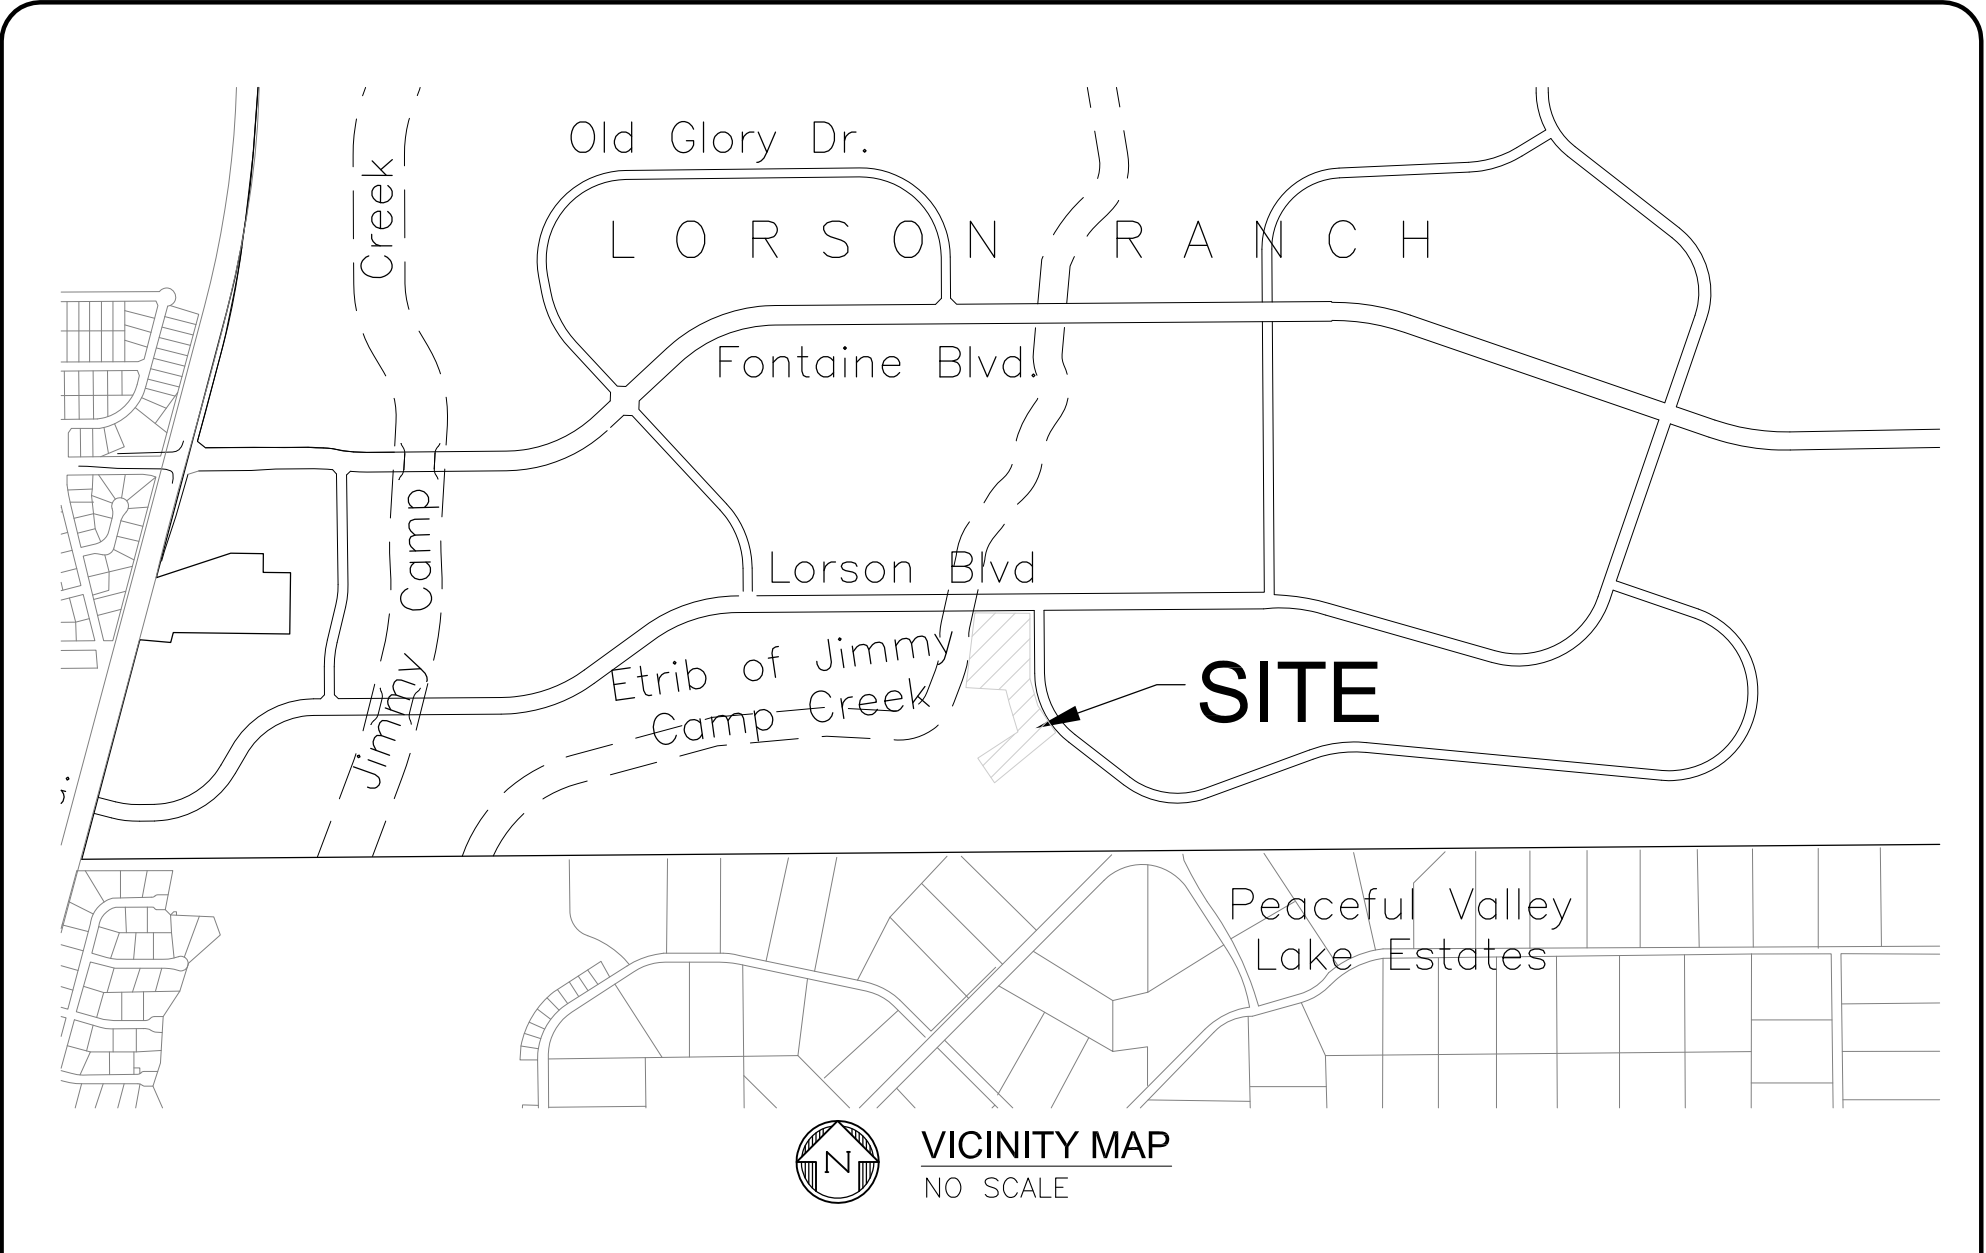 Old Glory Dr.
Creek
LORSON RANCH
Fontaine Blvd.
Camp
Lorson Blvd
Jimmy
Etrib of Jimmy
Camp Creek
SITE
Peaceful Valley
Lake Estates
N
VICINITY MAP
NO SCALE